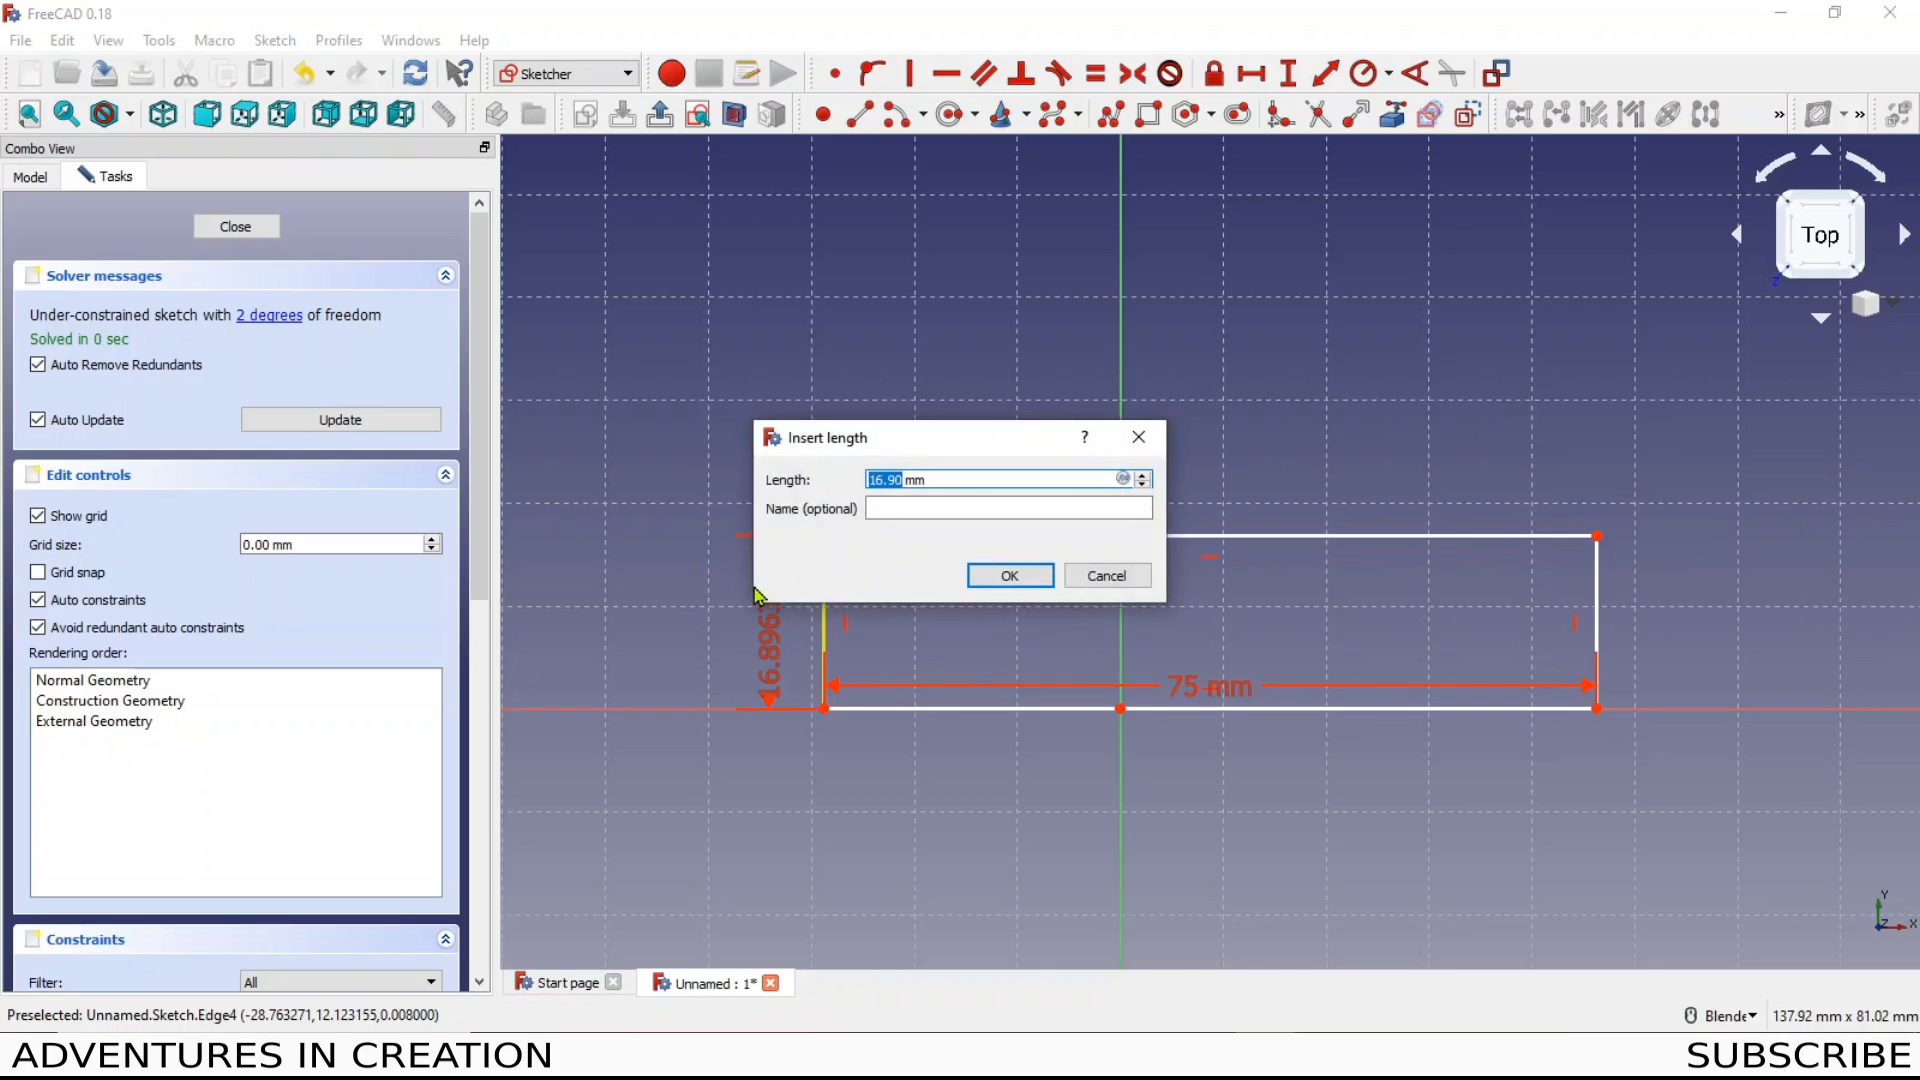 FreeCAD 0.18
File Edit View Tools Macro Sketch Profiles Windows Help
Sketcher
Combo View
Model Tasks
Close
Solver messages
Under-constrained sketch with 2 degrees of freedom
Solved in 0 sec
Auto Remove Redundants
Auto Update Update
Edit controls
Show grid
Grid size: 0.00 mm
Grid snap
Auto constraints
Avoid redundant auto constraints
Rendering order:
Normal Geometry
Construction Geometry
External Geometry
Constraints
Filter: All
Top
Z
Insert length ?
Length: 16.90 mm
Name (optional)
OK Cancel
75 mm
Y
Z X
Start page Unnamed : 1*
Preselected: Unnamed.Sketch.Edge4 (-28.763271,12.123155,0.008000)
Blende 137.92 mm x 81.02 mm
ADVENTURES IN CREATION SUBSCRIBE